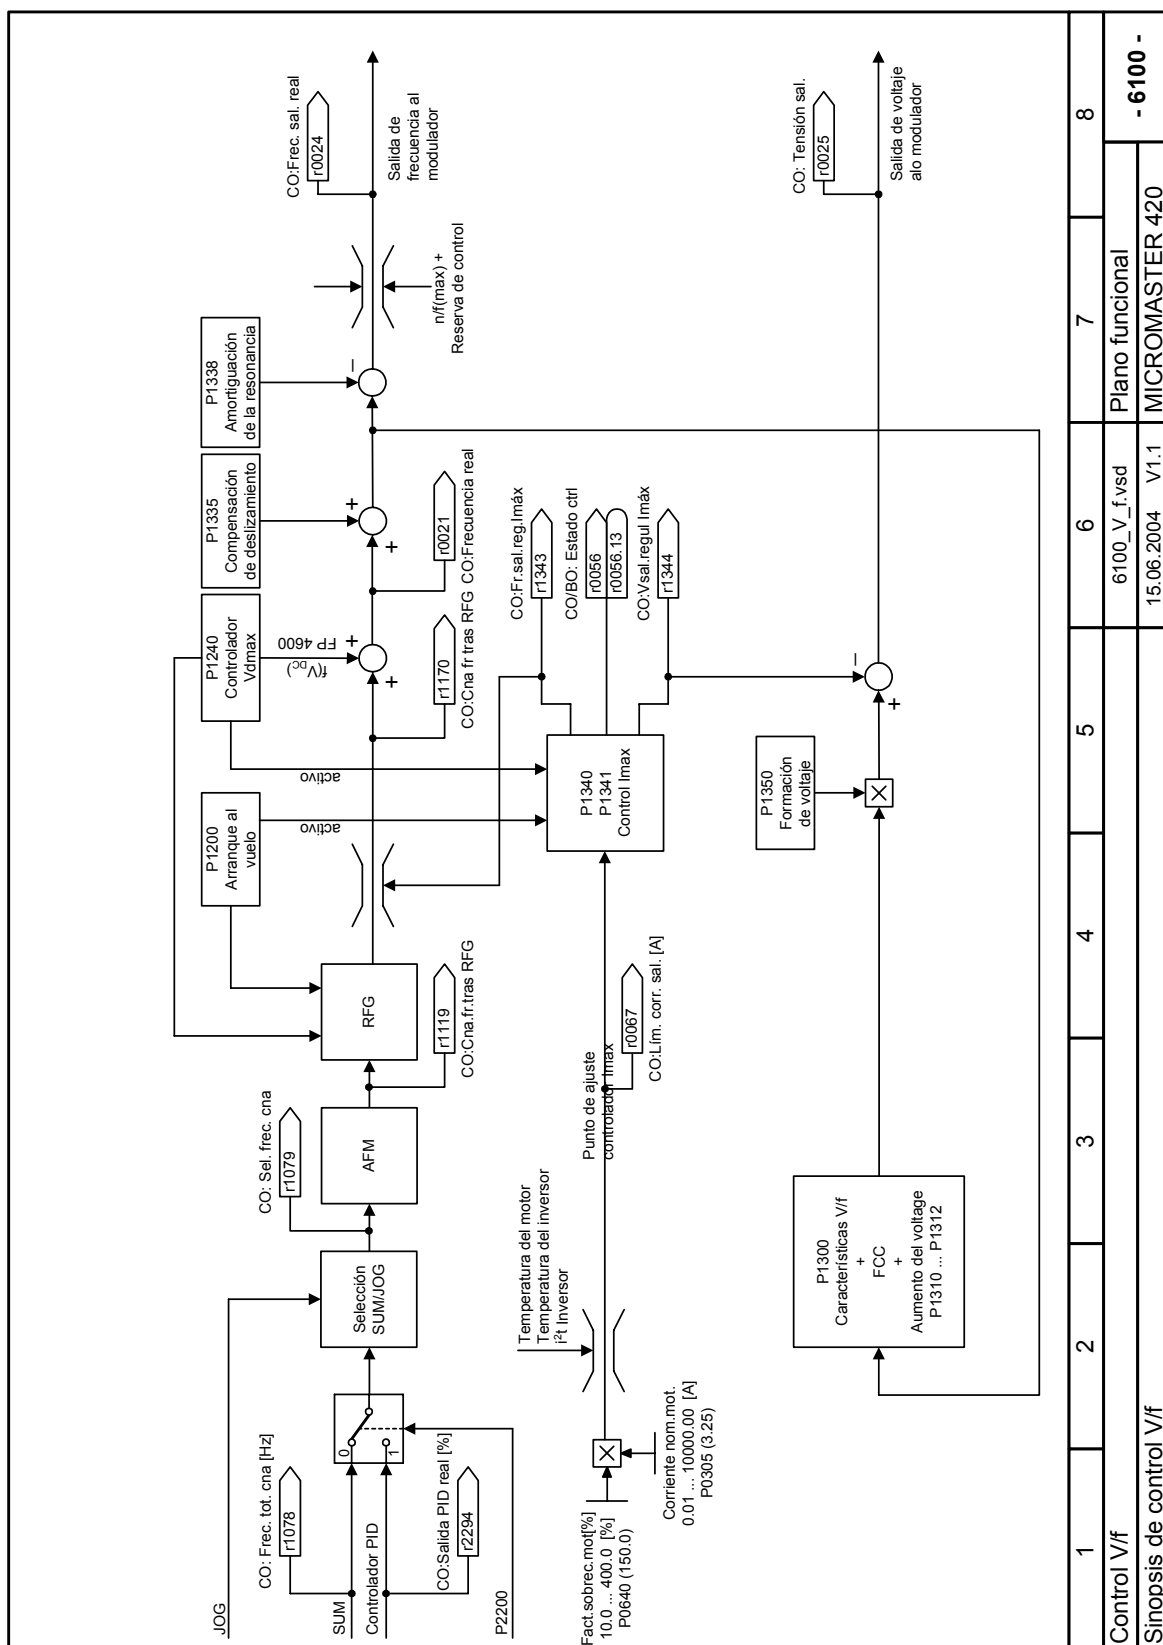 JOG
SUM
CO: Frec. tot. cna [Hz]
r1078
Controlador PID
CO:Salida PID real [%]
r2294
P2200
0
1
Selección
SUM/JOG
CO: Sel. frec. cna
r1079
AFM
r1119
CO:Cna.fr.tras RFG
RFG
P1200
Arranque al
vuelo
activo
P1240
Controlador
Vdmax
activo
f(VDC)
FP 4600
+
+
r1170
CO:Cna fr tras RFG
P1335
Compensación
de deslizamiento
+
+
r0021
CO:Frecuencia real
P1338
Amortiguación
de la resonancia
–
n/f(max) +
Reserva de control
CO:Frec. sal. real
r0024
Salida de
frecuencia al
modulador
Fact.sobrec.mot[%]
10.0 ... 400.0 [%]
P0640 (150.0)
Corriente nom.mot.
0.01 ... 10000.00 [A]
P0305 (3.25)
Temperatura del motor
Temperatura del inversor
i²t Inversor
Punto de ajuste
controlador Imax
r0067
CO:Lím. corr. sal. [A]
P1340
P1341
Control Imax
CO:Fr.sal.reg.Imáx
r1343
CO/BO: Estado ctrl
r0056
r0056.13
CO:Vsal.regul Imáx
r1344
P1300
Características V/f
+
FCC
+
Aumento del voltage
P1310 ... P1312
P1350
Formación
de voltaje
–
+
CO: Tensión sal.
r0025
Salida de voltaje
alo modulador
1 2 3 4 5 6 7 8
Control V/f
6100_V_f.vsd
Plano funcional
- 6100 -
Sinopsis de control V/f
15.06.2004 V1.1
MICROMASTER 420